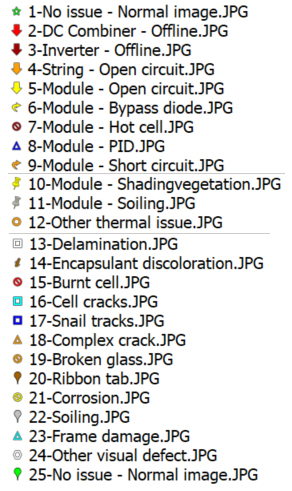 1-No issue - Normal image.JPG
2-DC Combiner - Offline.JPG
3-Inverter - Offline.JPG
4-String - Open circuit.JPG
5-Module - Open circuit.JPG
6-Module - Bypass diode.JPG
7-Module - Hot cell.JPG
8-Module - PID.JPG
9-Module - Short circuit.JPG
10-Module - Shadingvegetation.JPG
11-Module - Soiling.JPG
12-Other thermal issue.JPG
13-Delamination.JPG
14-Encapsulant discoloration.JPG
15-Burnt cell.JPG
16-Cell cracks.JPG
17-Snail tracks.JPG
18-Complex crack.JPG
19-Broken glass.JPG
20-Ribbon tab.JPG
21-Corrosion.JPG
22-Soiling.JPG
23-Frame damage.JPG
24-Other visual defect.JPG
25-No issue - Normal image.JPG